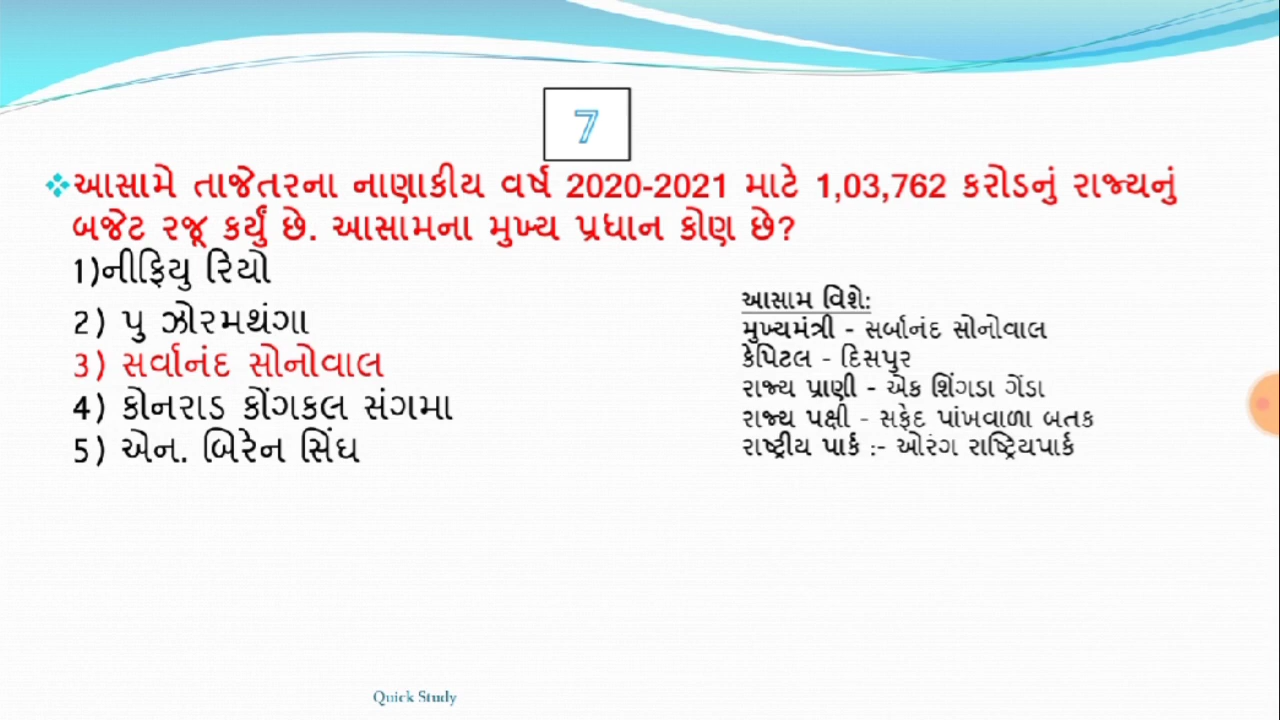 7
❖આસામે તાજેતરના નાણાકીય વર્ષ 2020-2021 માટે 1,03,762 કરોડનું રાજ્યનું
બજેટ રજૂ કર્યું છે. આસામના મુખ્ય પ્રધાન કોણ છે?
1)નીફિયુ રિયો
2) પુ ઝોરમથંગા
3) સર્વાનંદ સોનોવાલ
4) કોનરાડ કોંગકલ સંગમા
5) એન. બિરેન સિંઘ
આસામ વિશે:
મુખ્યમંત્રી - સર્બાનંદ સોનોવાલ
કેપિટલ - દિસપુર
રાજ્ય પ્રાણી - એક શિંગડા ગેંડા
રાજ્ય પક્ષી - સફેદ પાંખવાળા બતક
રાષ્ટ્રીય પાર્ક :- ઓરંગ રાષ્ટ્રિયપાર્ક
Quick Study